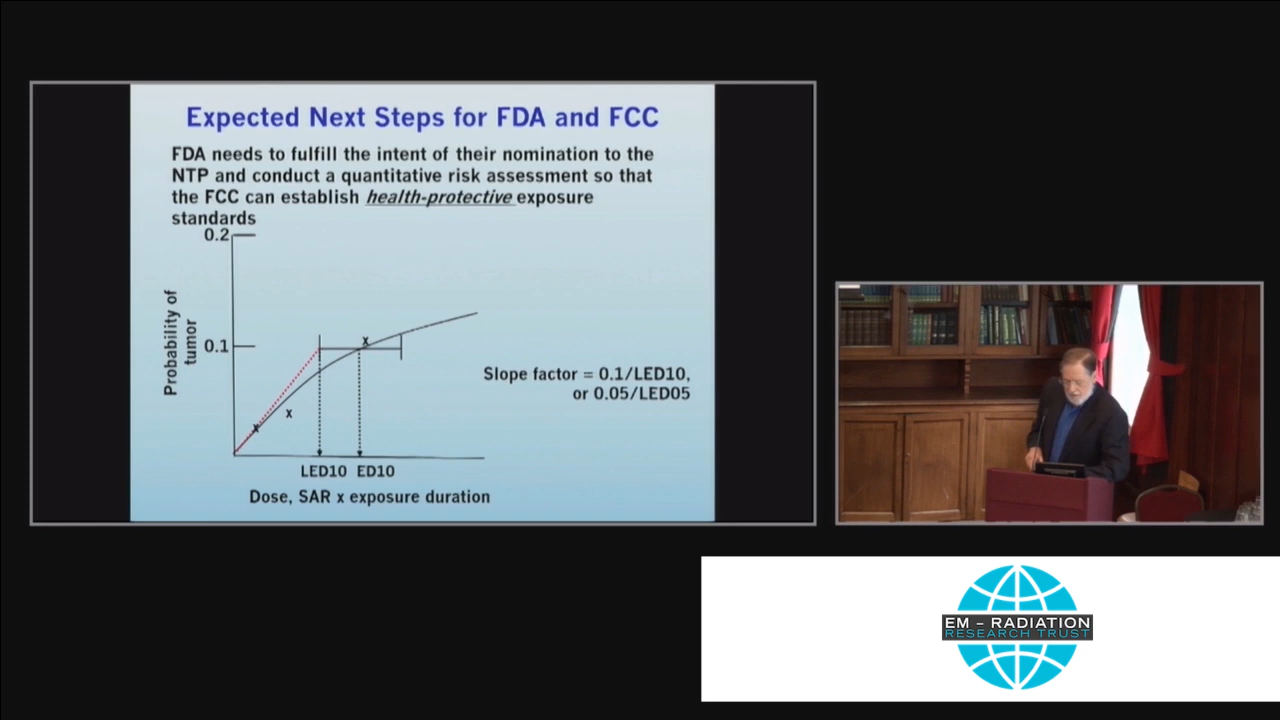 Expected Next Steps for FDA and FCC
FDA needs to fulfill the intent of their nomination to the
NTP and conduct a quantitative risk assessment so that
the FCC can establish health-protective exposure
standards
0.2
Probability of
tumor
0.1
x
x
x
Slope factor = 0.1/LED10,
or 0.05/LED05
LED10 ED10
Dose, SAR x exposure duration
EM – RADIATION
RESEARCH TRUST